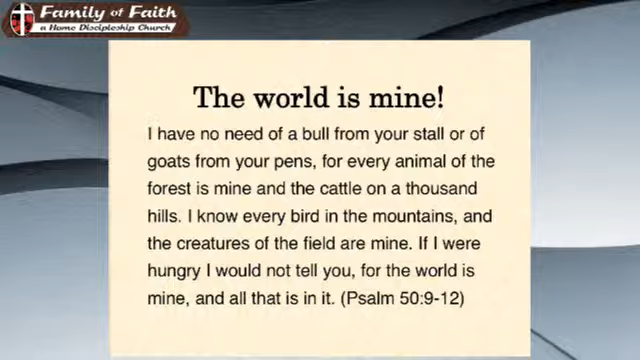 Family of Faith
a Home Discipleship Church
The world is mine!
I have no need of a bull from your stall or of
goats from your pens, for every animal of the
forest is mine and the cattle on a thousand
hills. I know every bird in the mountains, and
the creatures of the field are mine. If I were
hungry I would not tell you, for the world is
mine, and all that is in it. (Psalm 50:9-12)